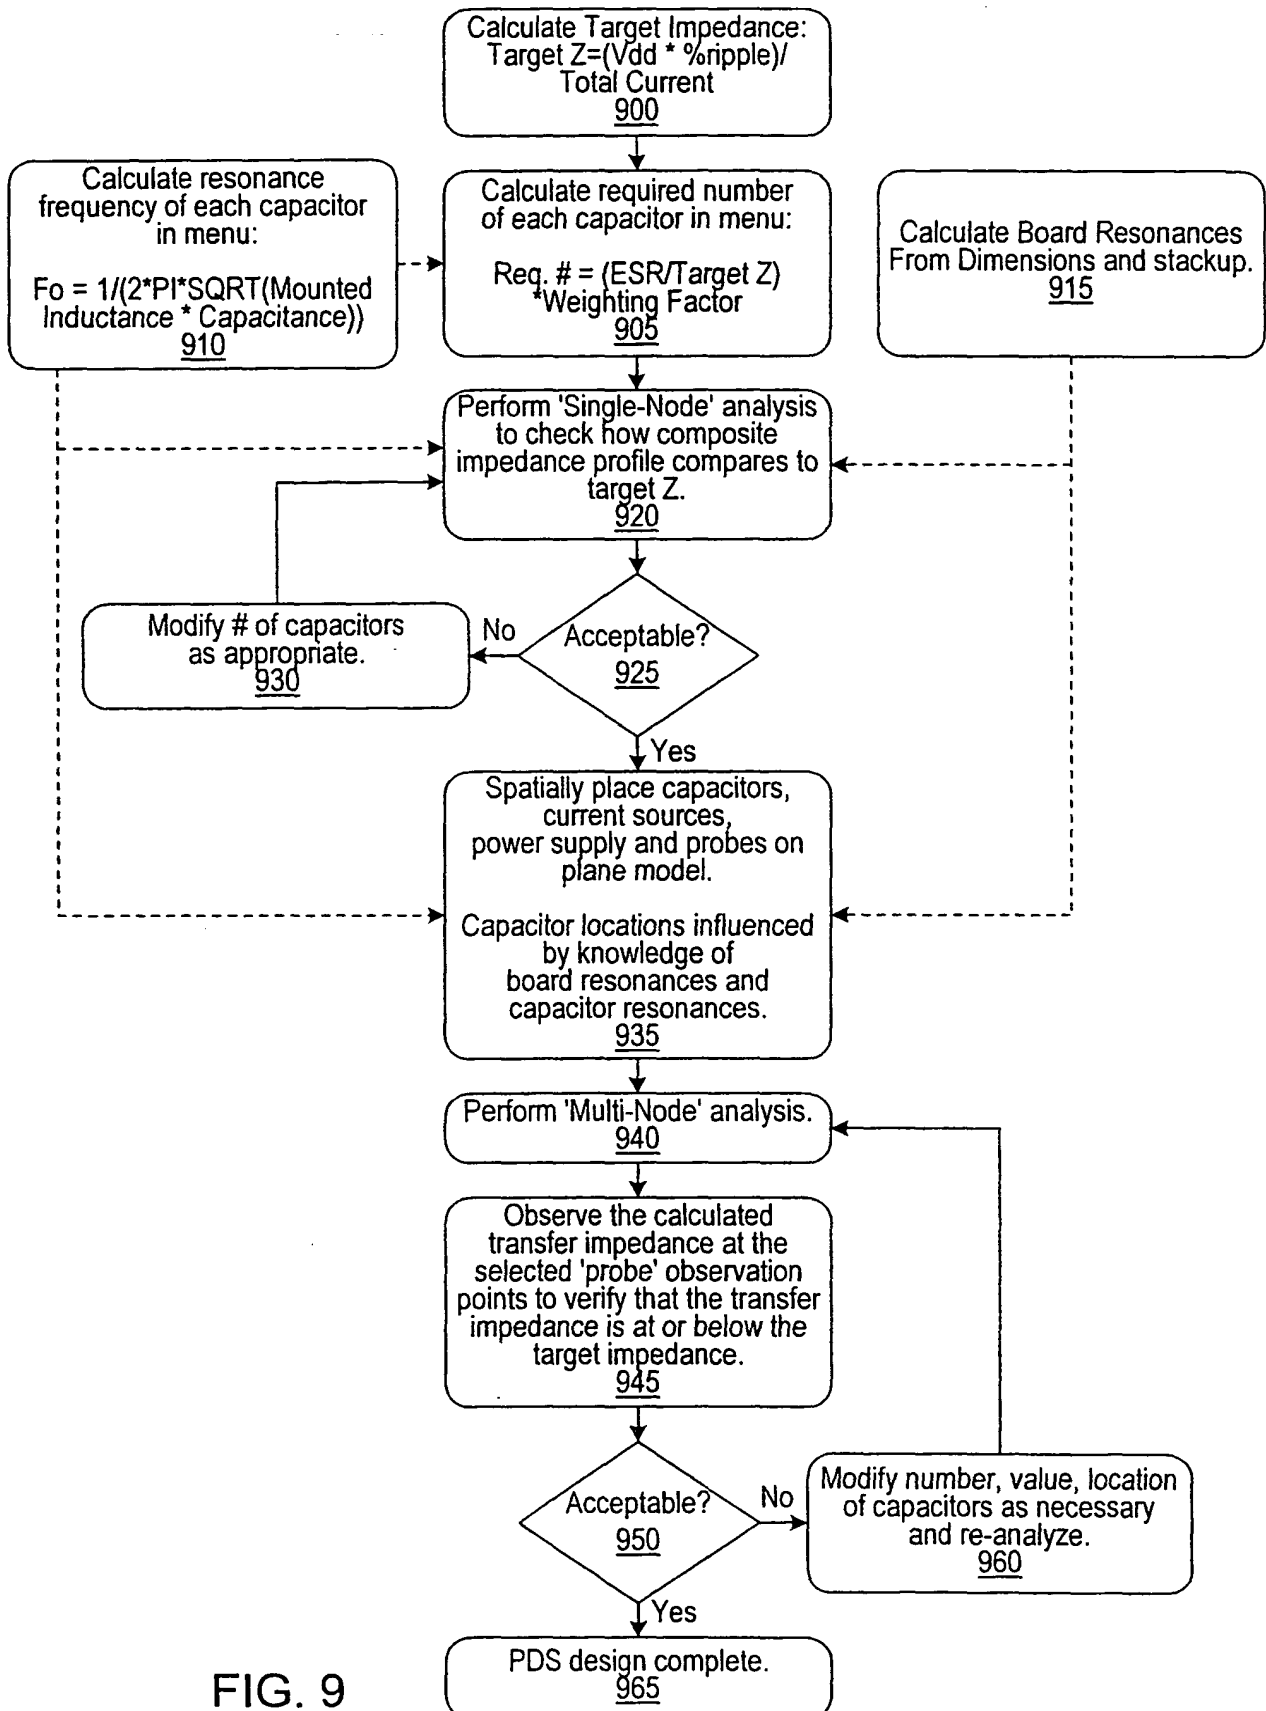 Calculate Target Impedance:
Target Z=(Vdd * %ripple)/
Total Current
900
Calculate resonance
frequency of each capacitor
in menu:
Fo = 1/(2*PI*SQRT(Mounted
Inductance * Capacitance))
910
Calculate required number
of each capacitor in menu:
Req. # = (ESR/Target Z)
*Weighting Factor
905
Calculate Board Resonances
From Dimensions and stackup.
915
Perform 'Single-Node' analysis
to check how composite
impedance profile compares to
target Z.
920
Modify # of capacitors
as appropriate.
930
No
Acceptable?
925
Yes
Spatially place capacitors,
current sources,
power supply and probes on
plane model.
Capacitor locations influenced
by knowledge of
board resonances and
capacitor resonances.
935
Perform 'Multi-Node' analysis.
940
Observe the calculated
transfer impedance at the
selected 'probe' observation
points to verify that the transfer
impedance is at or below the
target impedance.
945
Acceptable?
950
No
Modify number, value, location
of capacitors as necessary
and re-analyze.
960
Yes
PDS design complete.
965
FIG. 9